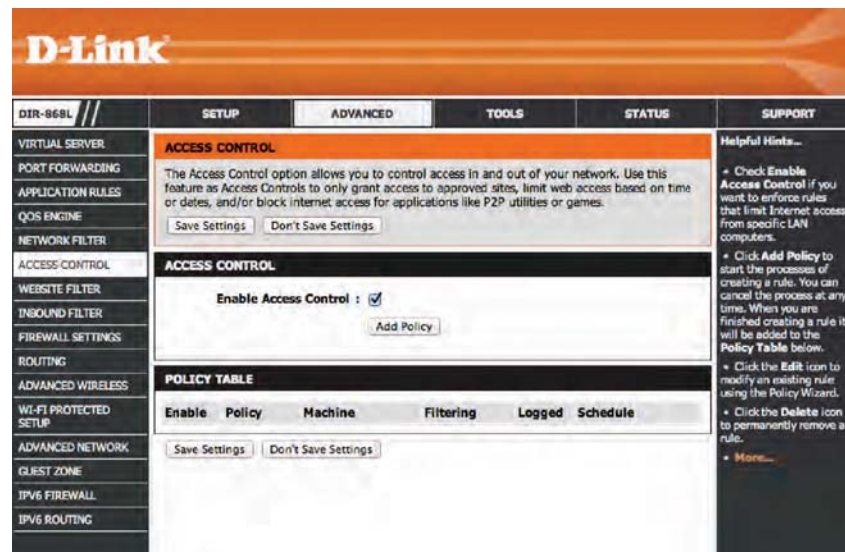 D-Link
DIR-868L
SETUP
ADVANCED
TOOLS
STATUS
SUPPORT
VIRTUAL SERVER
PORT FORWARDING
APPLICATION RULES
QOS ENGINE
NETWORK FILTER
ACCESS CONTROL
WEBSITE FILTER
INBOUND FILTER
FIREWALL SETTINGS
ROUTING
ADVANCED WIRELESS
WI-FI PROTECTED
SETUP
ADVANCED NETWORK
GUEST ZONE
IPV6 FIREWALL
IPV6 ROUTING
ACCESS CONTROL
The Access Control option allows you to control access in and out of your network. Use this
feature as Access Controls to only grant access to approved sites, limit web access based on time
or dates, and/or block internet access for applications like P2P utilities or games.
Save Settings Don't Save Settings
ACCESS CONTROL
Enable Access Control :
Add Policy
POLICY TABLE
Enable Policy Machine Filtering Logged Schedule
Save Settings Don't Save Settings
Helpful Hints...
• Check Enable
Access Control if you
want to enforce rules
that limit Internet access
from specific LAN
computers.
• Click Add Policy to
start the processes of
creating a rule. You can
cancel the process at any
time. When you are
finished creating a rule it
will be added to the
Policy Table below.
• Click the Edit icon to
modify an existing rule
using the Policy Wizard.
• Click the Delete icon
to permanently remove a
rule.
• More...